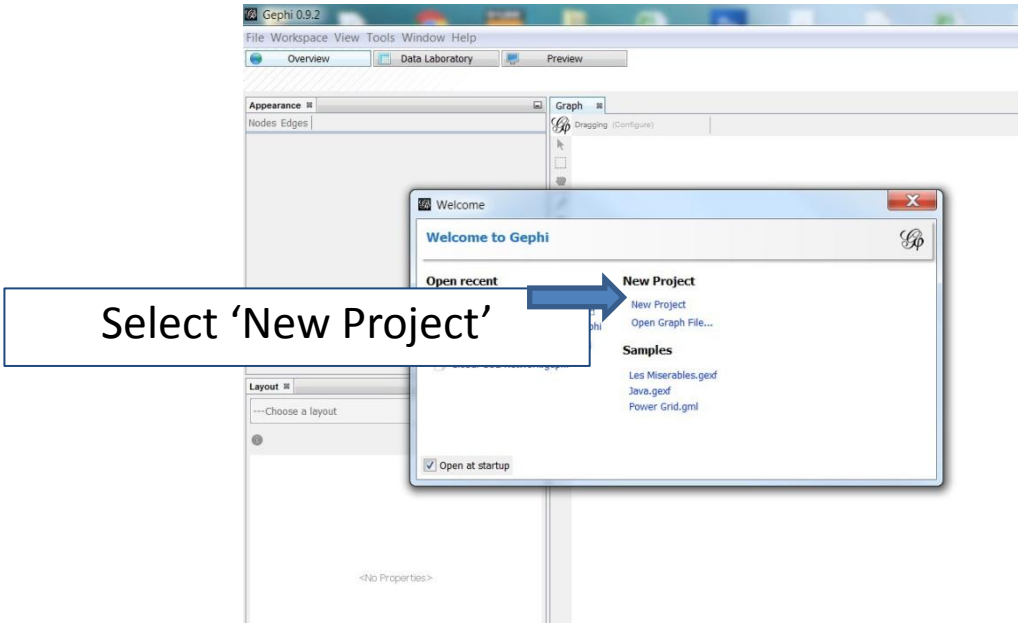 Gephi 0.9.2
File Workspace View Tools Window Help
Overview Data Laboratory Preview
Appearance
Graph
Nodes Edges
Dragging (Configure)
Welcome
Welcome to Gephi
Open recent
New Project
New Project
Open Graph File...
Select ‘New Project’
Samples
Les Miserables.gexf
Java.gexf
Power Grid.gml
Layout
---Choose a layout
Open at startup
<No Properties>